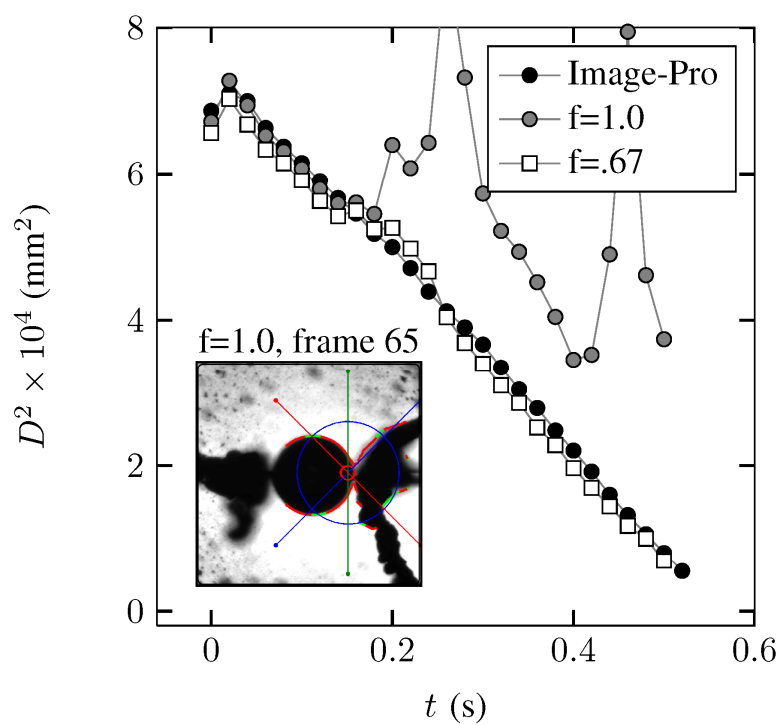 8
6
4
2
0
D² × 10⁴ (mm²)
Image-Pro
f=1.0
f=.67
f=1.0, frame 65
0 0.2 0.4 0.6
t (s)